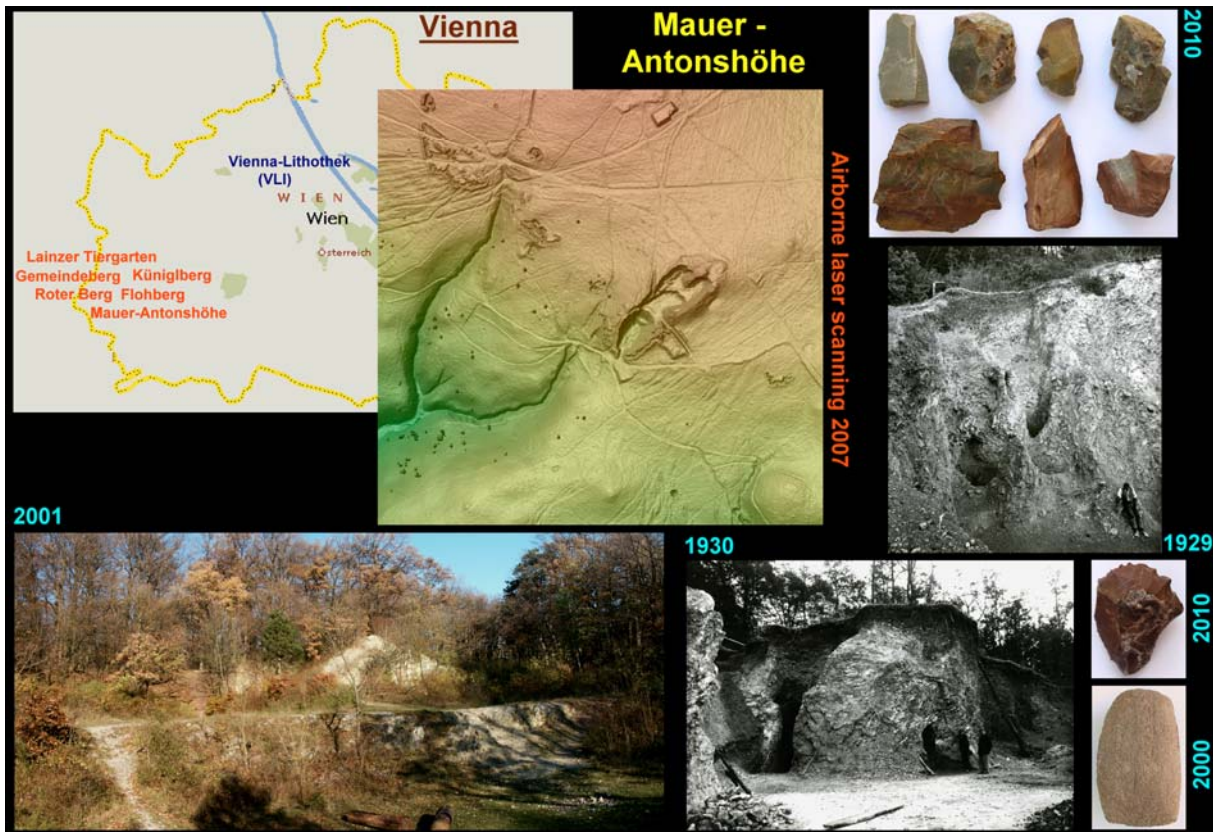 Vienna
Mauer -
Antonshöhe
2010
Vienna-Lithothek
(VLI)
W I E N
Wien
Österreich
Lainzer Tiergarten
Gemeindeberg Küniglberg
Roter Berg Flohberg
Mauer-Antonshöhe
Airborne laser scanning 2007
2001
1930
1929
2010
2000